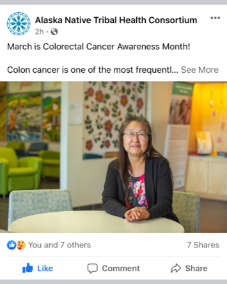 Alaska Native Tribal Health Consortium
2h ·
March is Colorectal Cancer Awareness Month!
Colon cancer is one of the most frequentl... See More
You and 7 others
7 Shares
Like
Comment
Share